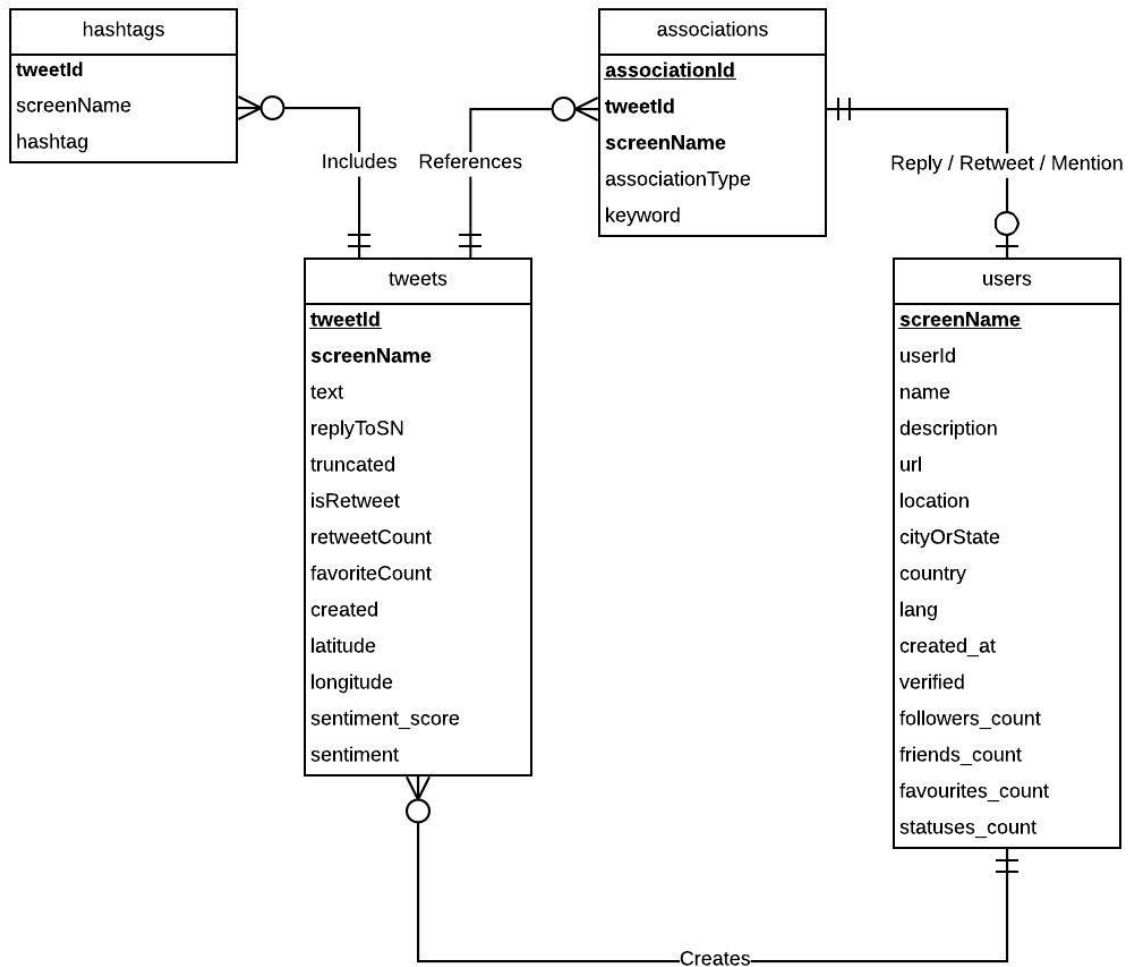 hashtags
tweetId
screenName
hashtag
associations
associationId
tweetId
screenName
associationType
keyword
Includes
References
Reply / Retweet / Mention
tweets
tweetId
screenName
text
replyToSN
truncated
isRetweet
retweetCount
favoriteCount
created
latitude
longitude
sentiment_score
sentiment
users
screenName
userId
name
description
url
location
cityOrState
country
lang
created_at
verified
followers_count
friends_count
favourites_count
statuses_count
Creates